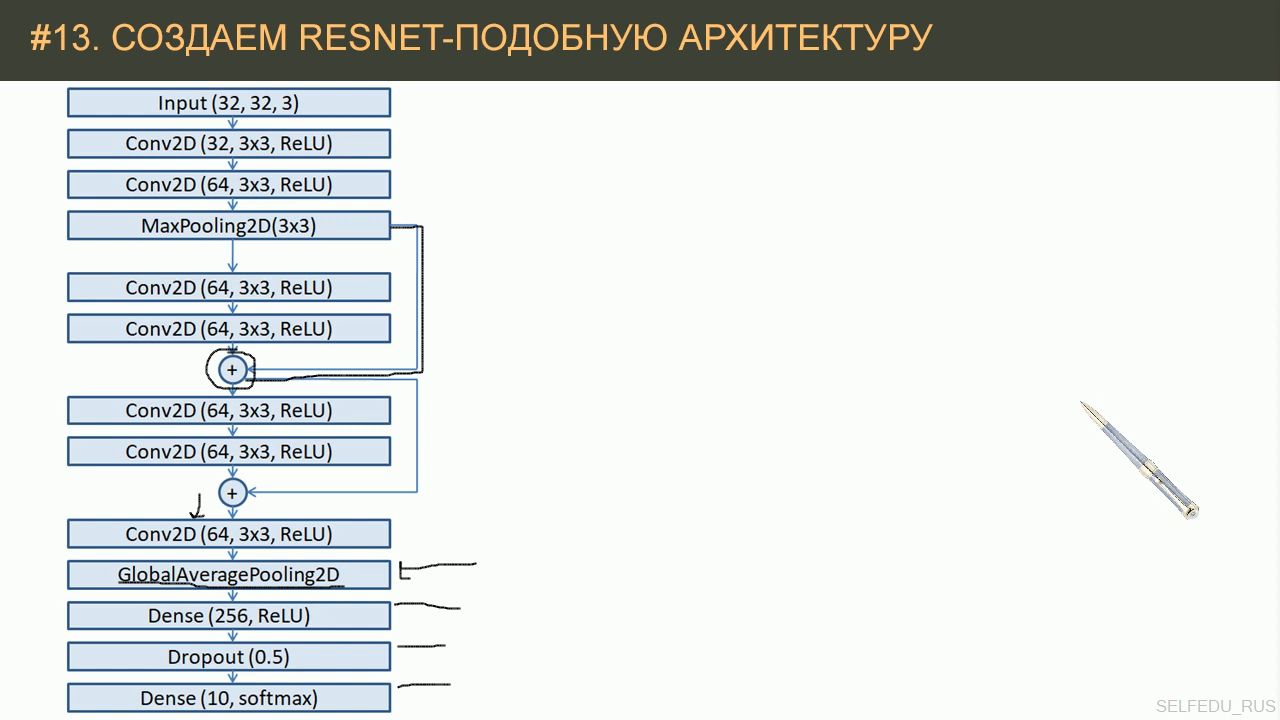 #13. СОЗДАЕМ RESNET-ПОДОБНУЮ АРХИТЕКТУРУ
Input (32, 32, 3)
Conv2D (32, 3x3, ReLU)
Conv2D (64, 3x3, ReLU)
MaxPooling2D(3x3)
Conv2D (64, 3x3, ReLU)
Conv2D (64, 3x3, ReLU)
+
Conv2D (64, 3x3, ReLU)
Conv2D (64, 3x3, ReLU)
+
Conv2D (64, 3x3, ReLU)
GlobalAveragePooling2D
Dense (256, ReLU)
Dropout (0.5)
Dense (10, softmax)
SELFEDU_RUS